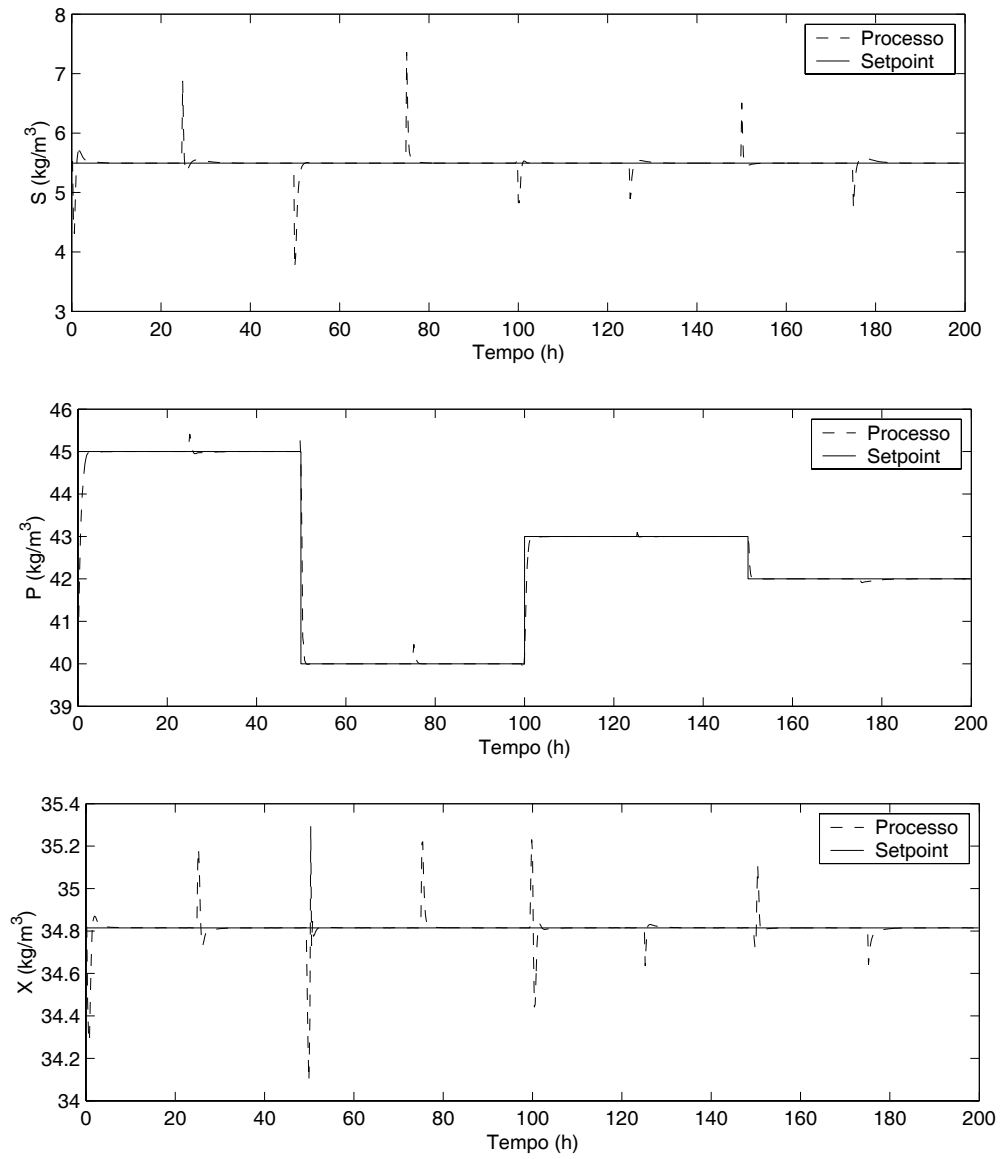 8
7
6
5
4
3
S (kg/m³)
Processo
Setpoint
0 20 40 60 80 100 120 140 160 180 200
Tempo (h)
46
45
44
43
42
41
40
39
P (kg/m³)
Processo
Setpoint
0 20 40 60 80 100 120 140 160 180 200
Tempo (h)
35.4
35.2
35
34.8
34.6
34.4
34.2
34
X (kg/m³)
Processo
Setpoint
0 20 40 60 80 100 120 140 160 180 200
Tempo (h)